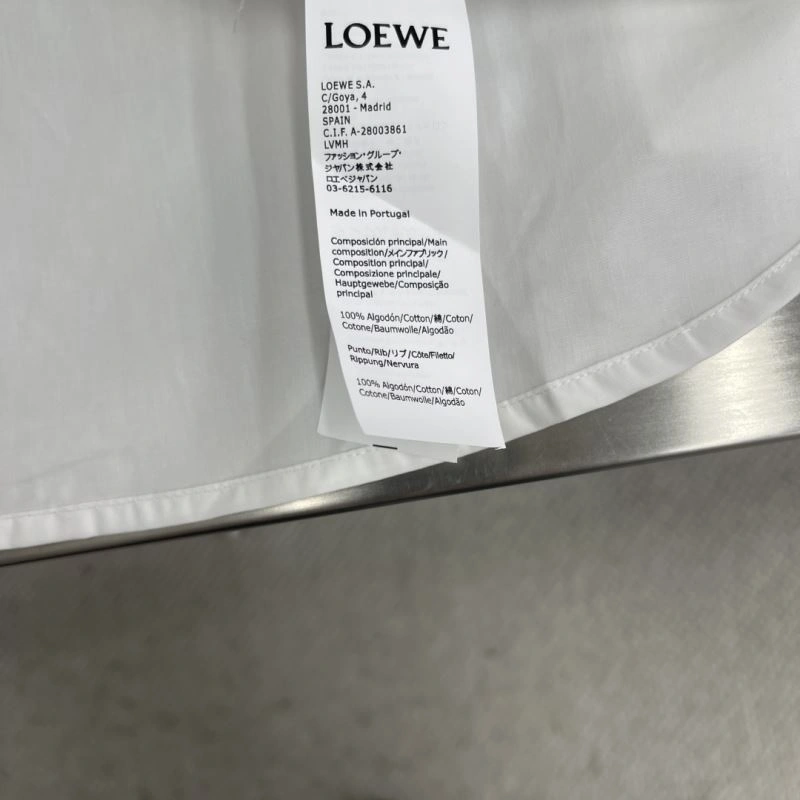 LOEWE
LOEWE S.A.
C/Goya, 4
28001 - Madrid
SPAIN
C.I.F. A-28003861
LVMH
ファッション・グループ・
ジャパン株式会社
ロエベジャパン
03-6215-6116
Made in Portugal
Composición principal/Main
composition/メインファブリック/
Composition principal/
Composizione principale/
Hauptgewebe/Composição
principal
100% Algodón/Cotton/綿/Coton/
Cotone/Baumwolle/Algodão
Punto/Rib/リブ/Côte/Filetto/
Rippung/Nervura
100% Algodón/Cotton/綿/Coton/
Cotone/Baumwolle/Algodão